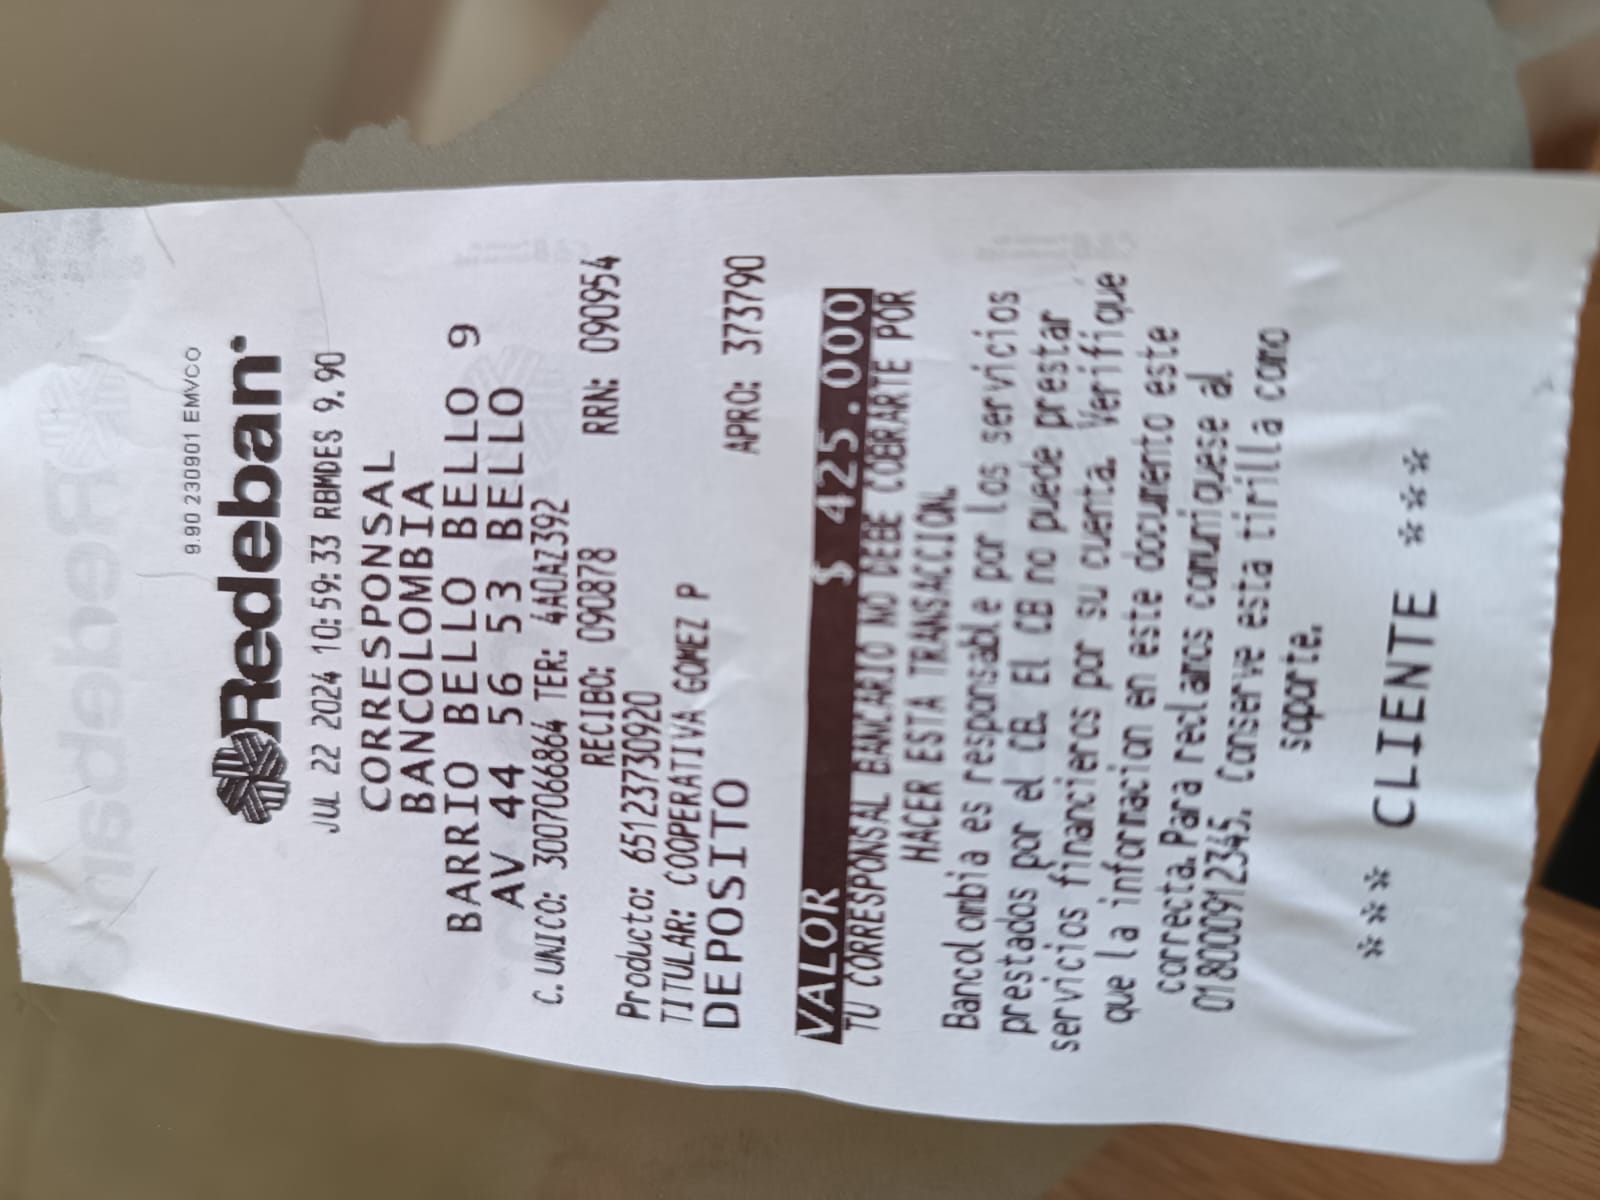 9.90 230901 EMVCO
Redeban
JUL 22 2024 10:59:33 RBMDES 9.90
CORRESPONSAL
BANCOLOMBIA
BARRIO BELLO BELLO 9
AV 44 56 53 BELLO
C. UNICO: 3007066864 TER: 4AOAZ392
RECIBO: 090878 RRN: 090954
Producto: 65123730920
TITULAR: COOPERATIVA GOMEZ P
DEPOSITO APRO: 373790
VALOR $ 425.000
TU CORRESPONSAL BANCARIO NO DEBE COBRARTE POR
HACER ESTA TRANSACCION.
Bancolombia es responsable por los servicios
prestados por el CB. El CB no puede prestar
servicios financieros por su cuenta. Verifique
que la informacion en este documento este
correcta. Para reclamos comuniquese al
018000912345. Conserve esta tirilla como
soporte.
*** CLIENTE ***